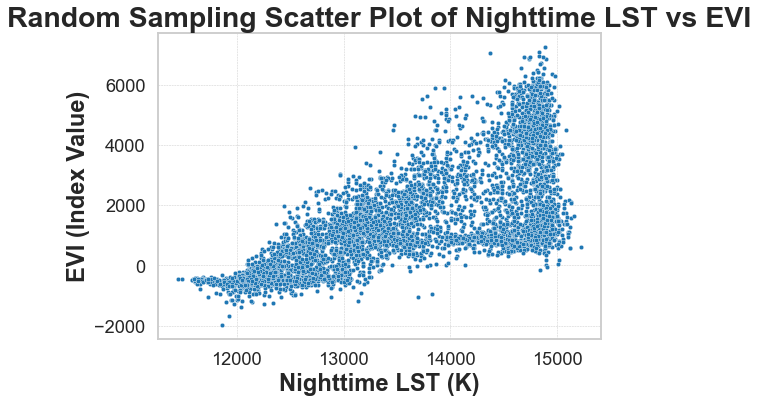 Random Sampling Scatter Plot of Nighttime LST vs EVI
EVI (Index Value)
6000
4000
2000
0
−2000
12000 13000 14000 15000
Nighttime LST (K)